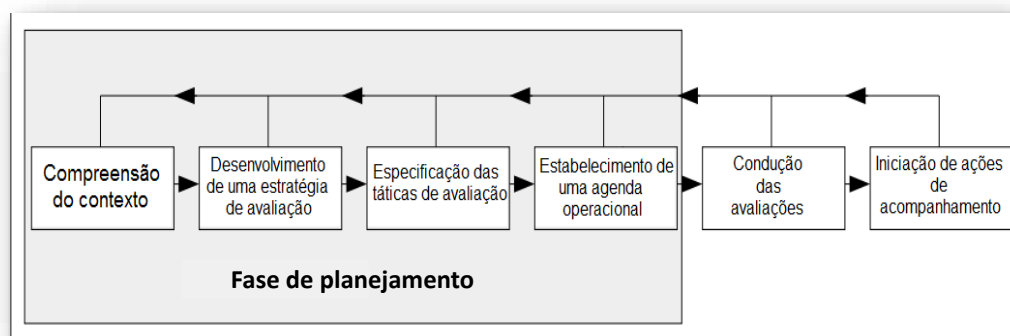 Compreensão
do contexto
Desenvolvimento
de uma estratégia
de avaliação
Especificação das
táticas de avaliação
Estabelecimento de
uma agenda
operacional
Condução
das
avaliações
Iniciação de ações
de
acompanhamento
Fase de planejamento